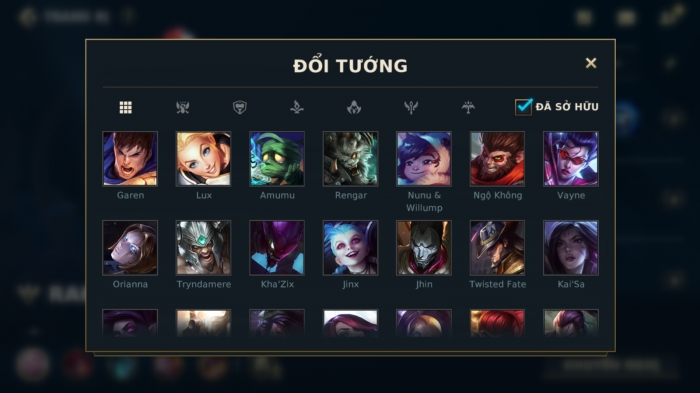 ĐỔI TƯỚNG
ĐÃ SỞ HỮU
Garen
Lux
Amumu
Rengar
Nunu &
Willump
Ngộ Không
Vayne
Orianna
Tryndamere
Kha'Zix
Jinx
Jhin
Twisted Fate
Kai'Sa